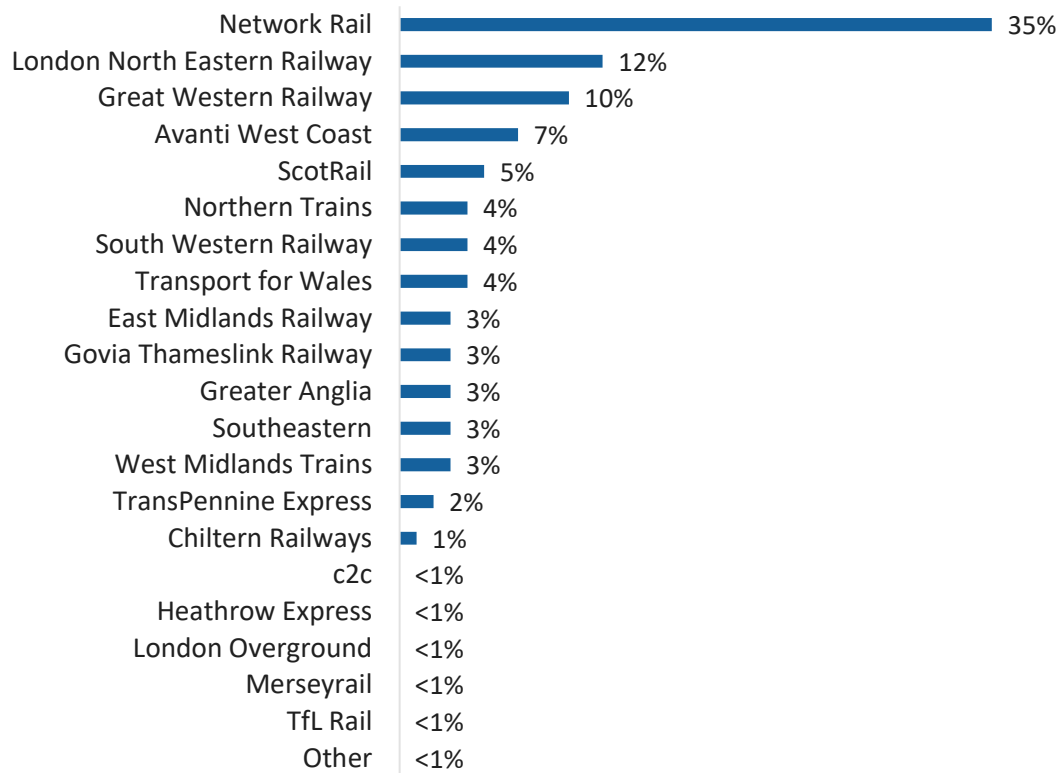 Network Rail 35%
London North Eastern Railway 12%
Great Western Railway 10%
Avanti West Coast 7%
ScotRail 5%
Northern Trains 4%
South Western Railway 4%
Transport for Wales 4%
East Midlands Railway 3%
Govia Thameslink Railway 3%
Greater Anglia 3%
Southeastern 3%
West Midlands Trains 3%
TransPennine Express 2%
Chiltern Railways 1%
c2c <1%
Heathrow Express <1%
London Overground <1%
Merseyrail <1%
TfL Rail <1%
Other <1%